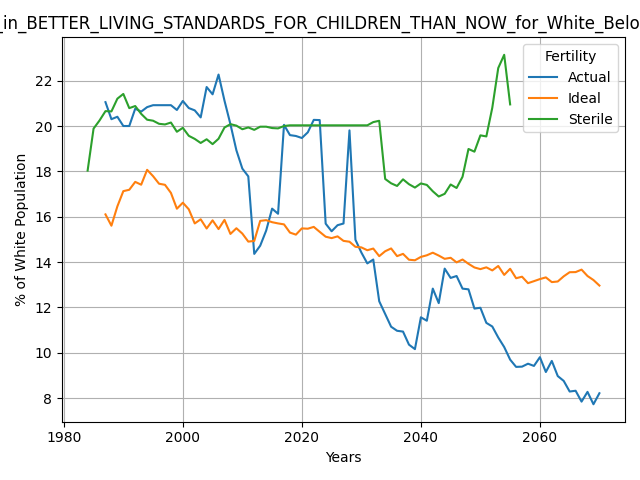 _in_BETTER_LIVING_STANDARDS_FOR_CHILDREN_THAN_NOW_for_White_Belo
Fertility
Actual
Ideal
Sterile
% of White Population
22
20
18
16
14
12
10
8
1980 2000 2020 2040 2060
Years